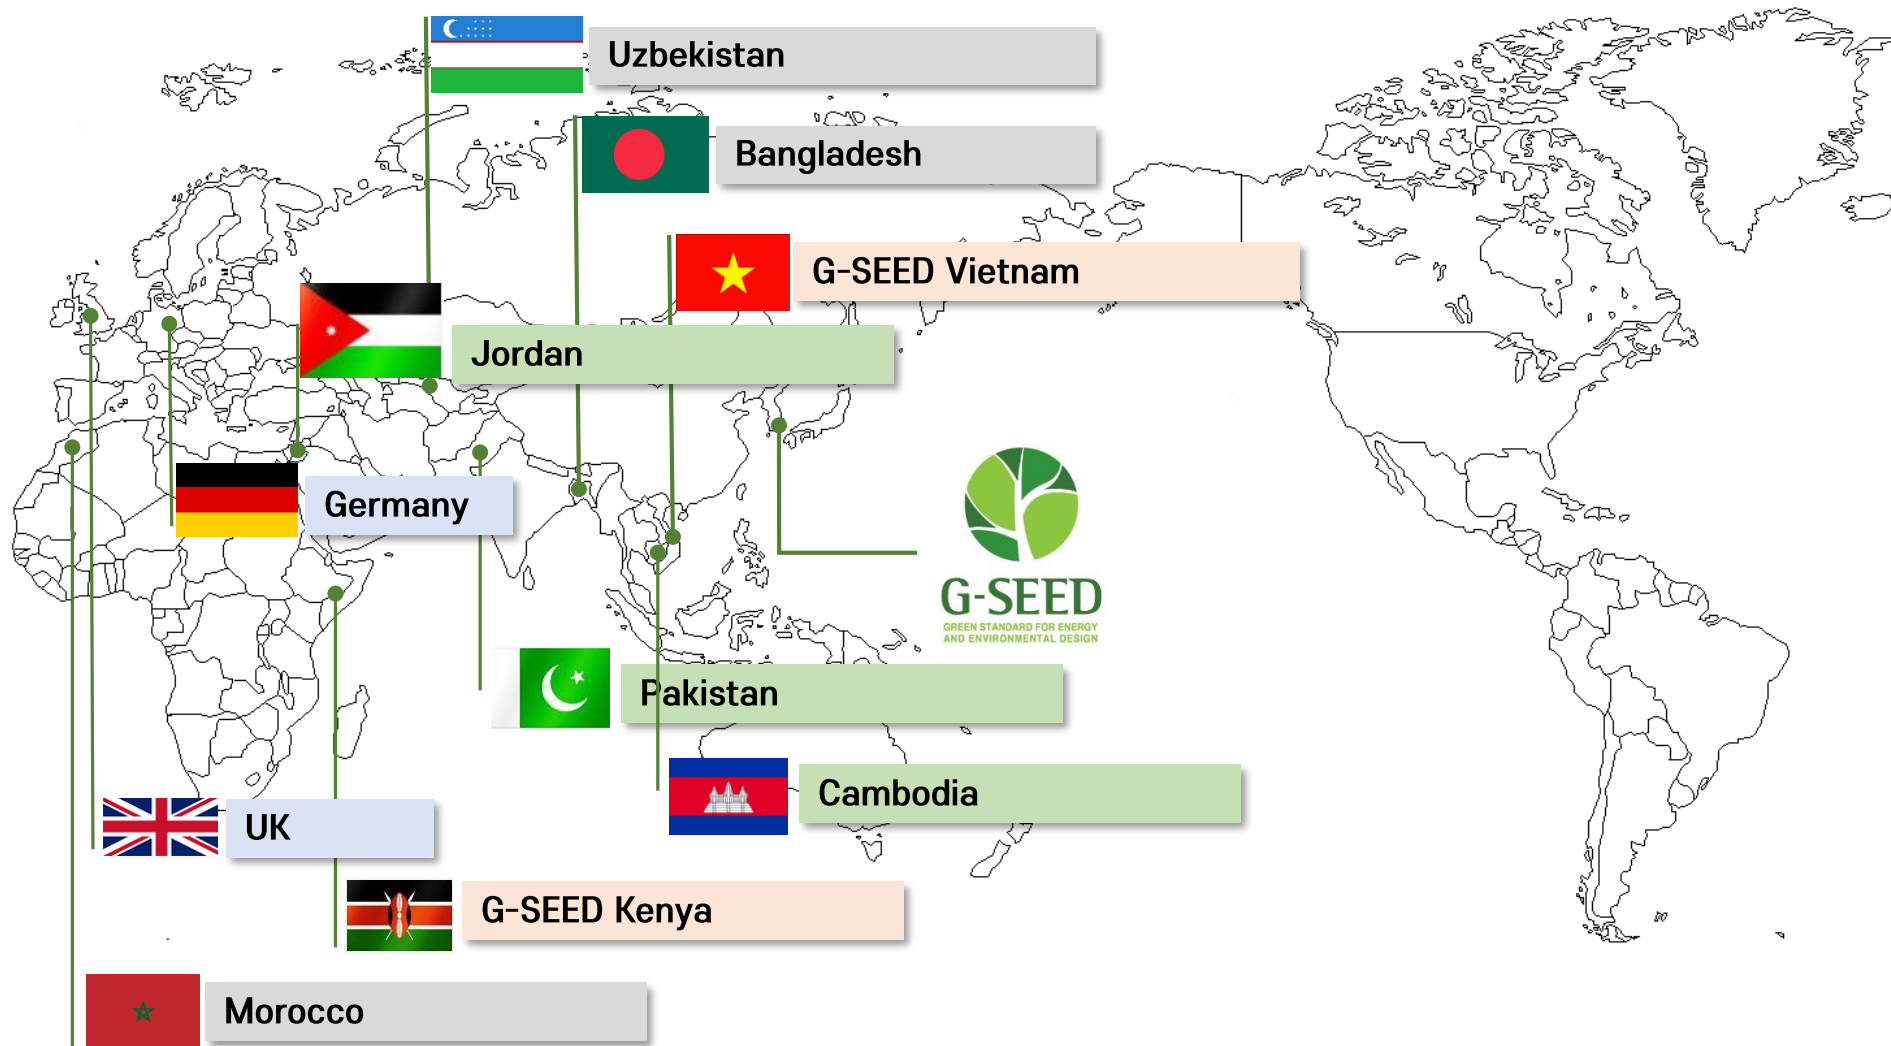 Uzbekistan
Bangladesh
G-SEED Vietnam
Jordan
Germany
G-SEED
GREEN STANDARD FOR ENERGY
AND ENVIRONMENTAL DESIGN
Pakistan
Cambodia
UK
G-SEED Kenya
Morocco